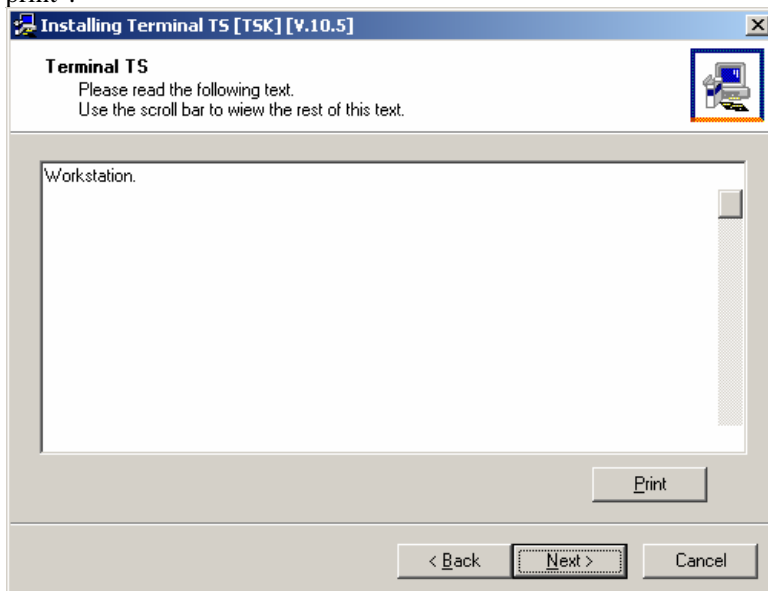 print".
Installing Terminal TS [TSK] [V.10.5]
Terminal TS
Please read the following text.
Use the scroll bar to wiew the rest of this text.
Workstation.
Print
< Back Next > Cancel